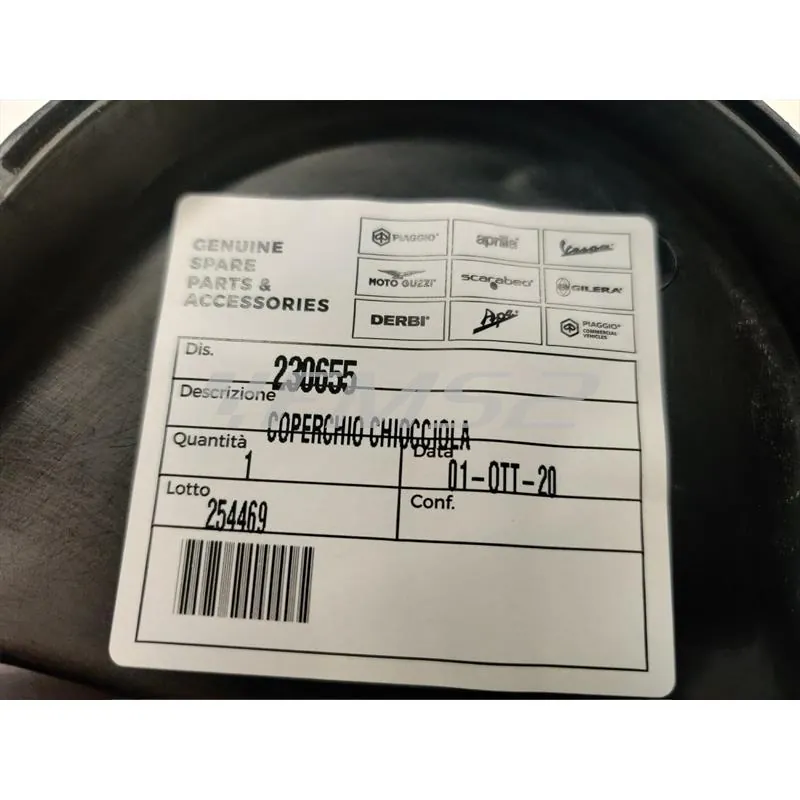 GENUINE
SPARE
PARTS &
ACCESSORIES
PIAGGIO® aprilia® Vespa®
MOTO GUZZI® scarabeo® GILERA®
DERBI® Ape® PIAGGIO®
COMMERCIAL
VEHICLES
Dis. 230655
Descrizione
COPERCHIO CHIOCCIOLA
Quantità 1
Data 01-OTT-20
Lotto 254469
Conf.